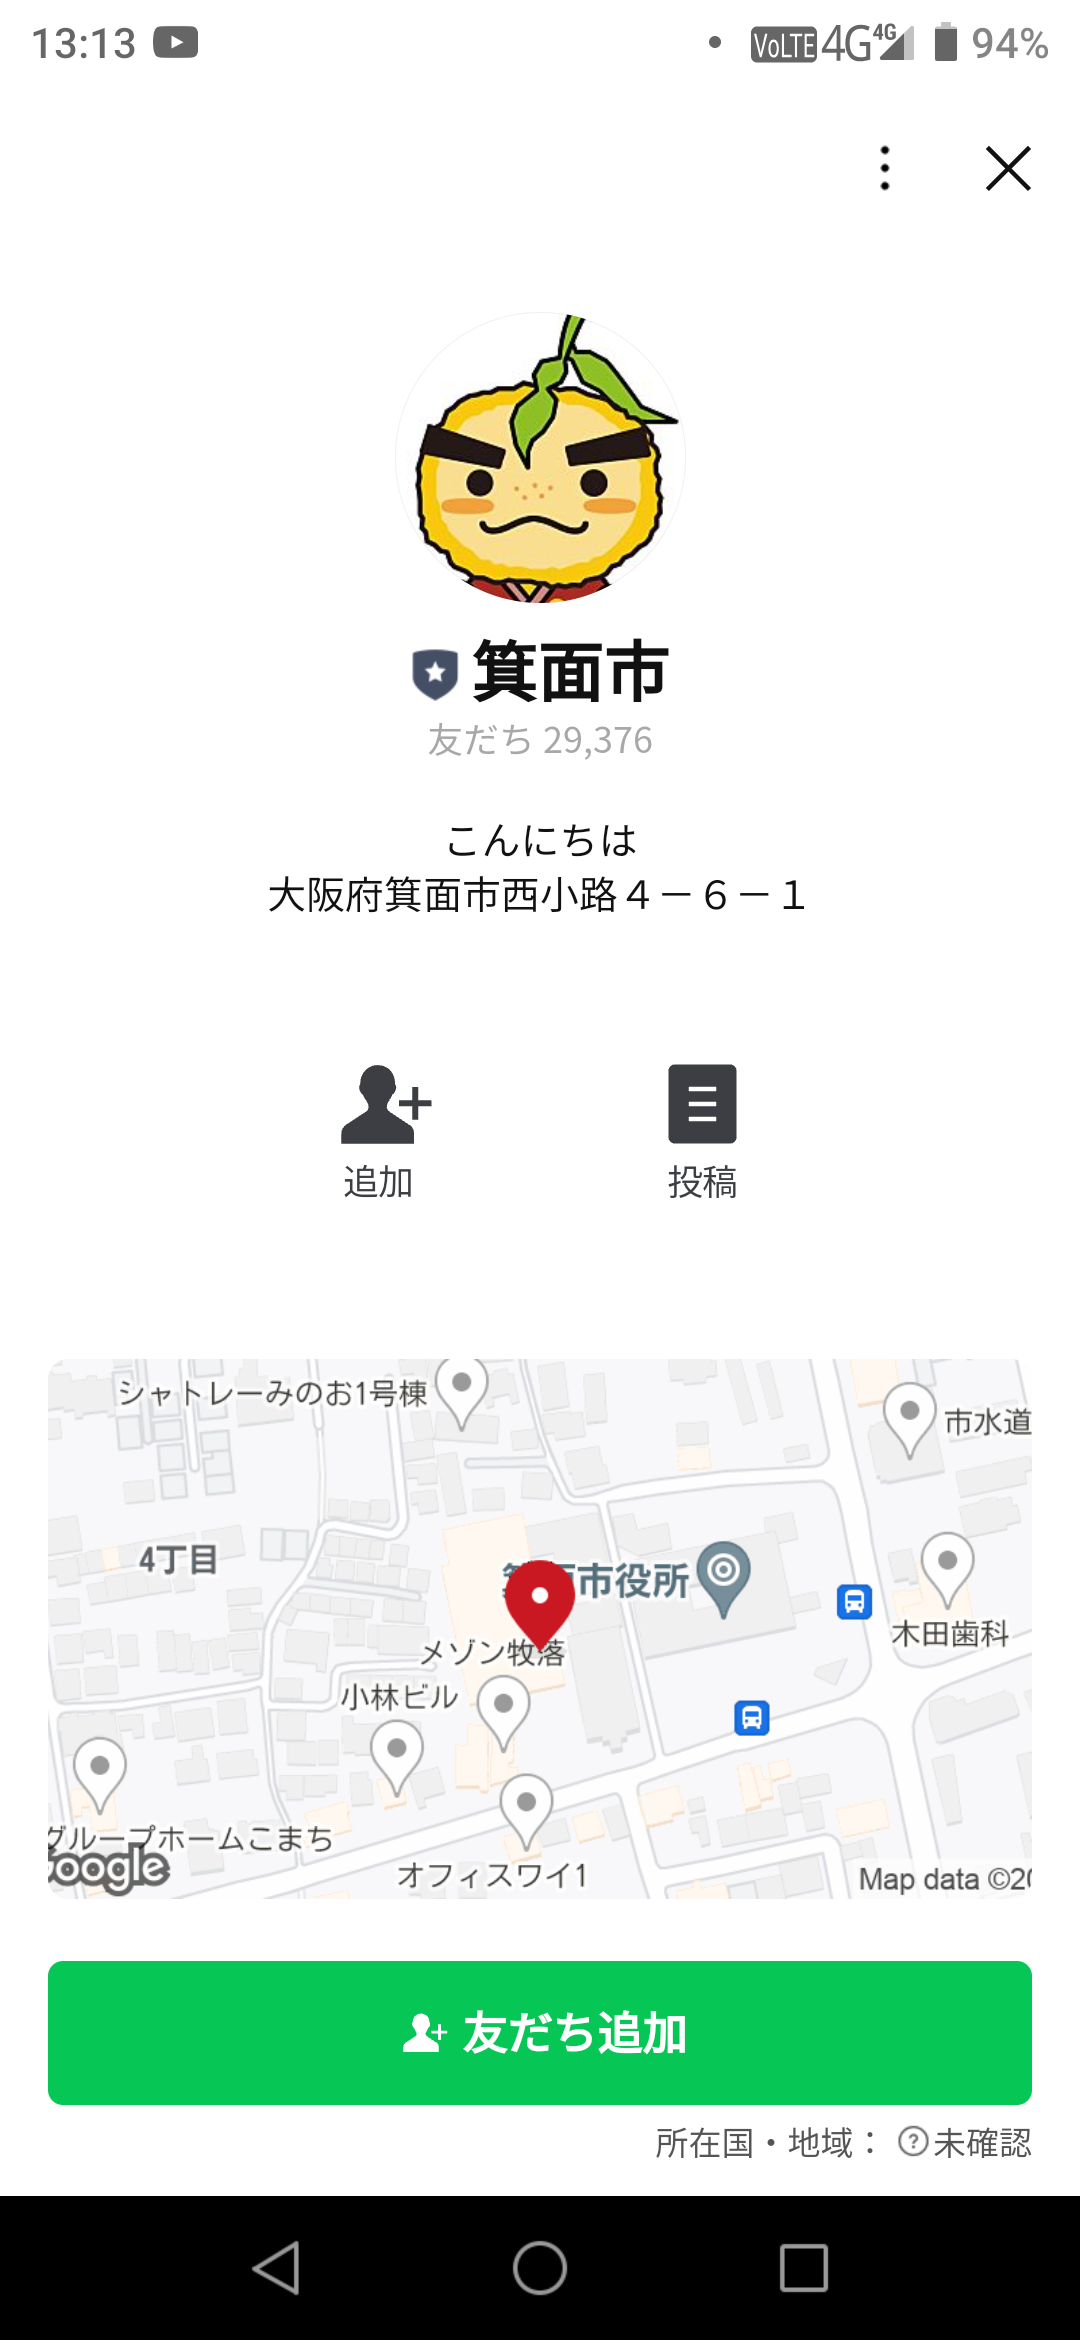 13:13
VoLTE 4G 4G 94%
箕面市
友だち 29,376
こんにちは
大阪府箕面市西小路４－６－１
追加
投稿
シャトレーみのお1号棟
市水道
4丁目
市役所
木田歯科
メゾン牧落
小林ビル
グループホームこまち
oogle
オフィスワイ1
Map data ©20
友だち追加
所在国・地域： ?未確認